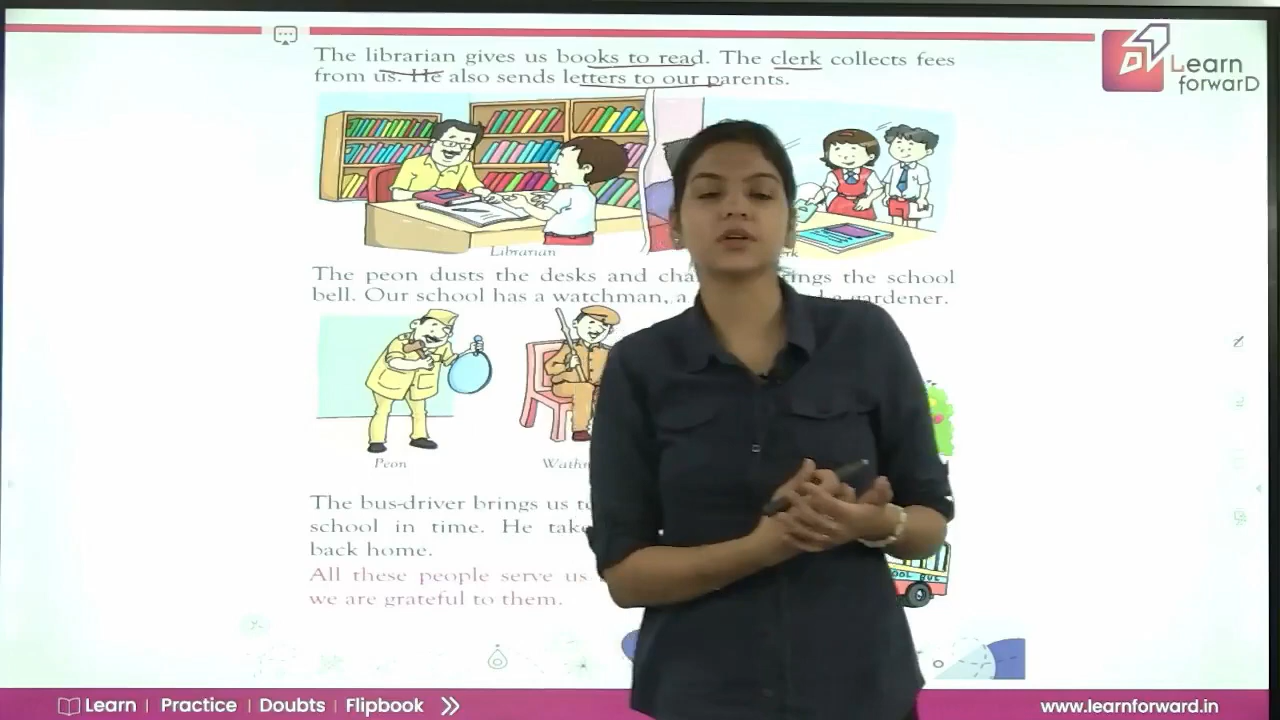 The librarian gives us books to read. The clerk collects fees
from us. He also sends letters to our parents.
Learn
forwarD
Librarian
The peon dusts the desks and the school
bell. Our school has a watchman, a gardener.
Peon
The bus-driver brings us
school in time. He
back home.
All these people serve us
we are grateful to them.
BUS
Learn | Practice | Doubts | Flipbook
www.learnforward.in